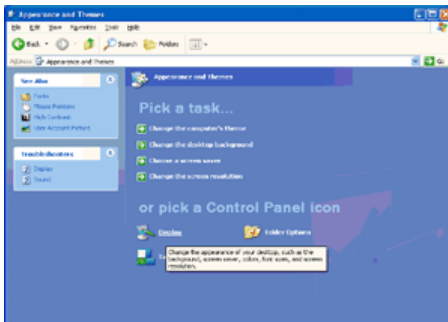 Appearance and Themes
File Edit View Favorites Tools Help
Back Search Folders
Address Appearance and Themes Go
See Also
Fonts
Mouse Pointers
High Contrast
User Account Picture
Troubleshooters
Display
Sound
Appearance and Themes
Pick a task...
Change the computer's theme
Change the desktop background
Choose a screen saver
Change the screen resolution
or pick a Control Panel icon
Display
Folder Options
Change the appearance of your desktop, such as the
background, screen saver, colors, font sizes, and screen
resolution.